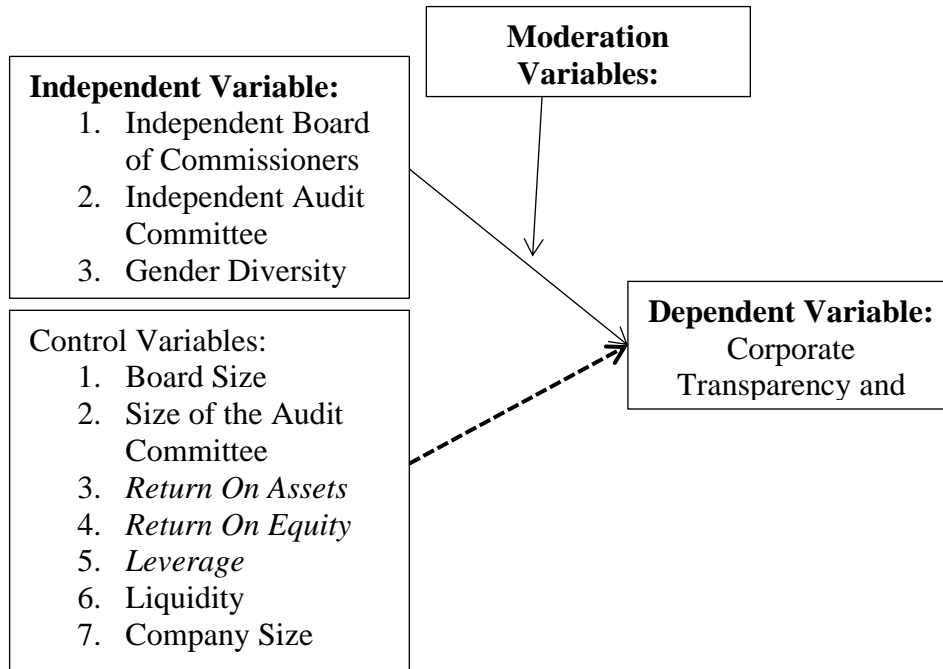 Moderation
Variables:
Independent Variable:
1. Independent Board
of Commissioners
2. Independent Audit
Committee
3. Gender Diversity
Control Variables:
1. Board Size
2. Size of the Audit
Committee
3. Return On Assets
4. Return On Equity
5. Leverage
6. Liquidity
7. Company Size
Dependent Variable:
Corporate
Transparency and